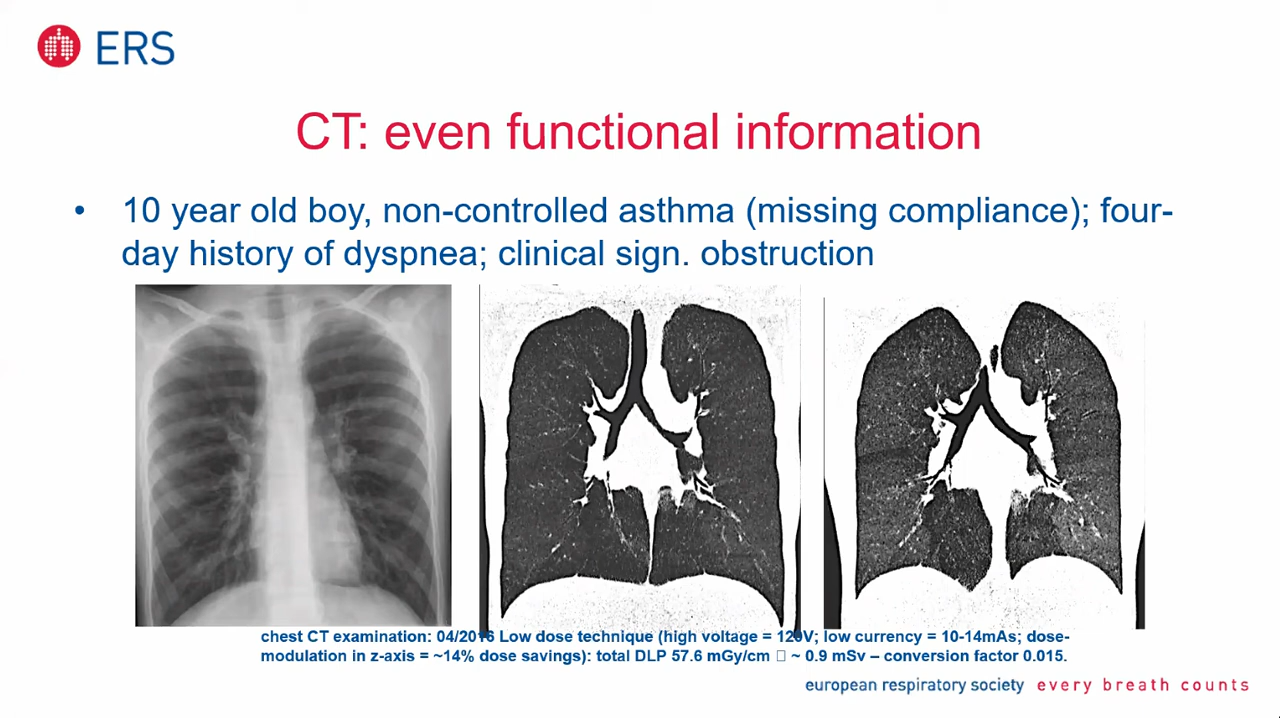 ERS
CT: even functional information
• 10 year old boy, non-controlled asthma (missing compliance); four-
day history of dyspnea; clinical sign. obstruction
chest CT examination: 04/2016 Low dose technique (high voltage = 120V; low currency = 10-14mAs; dose-
modulation in z-axis = ~14% dose savings): total DLP 57.6 mGy/cm □ ~ 0.9 mSv – conversion factor 0.015.
european respiratory society every breath counts